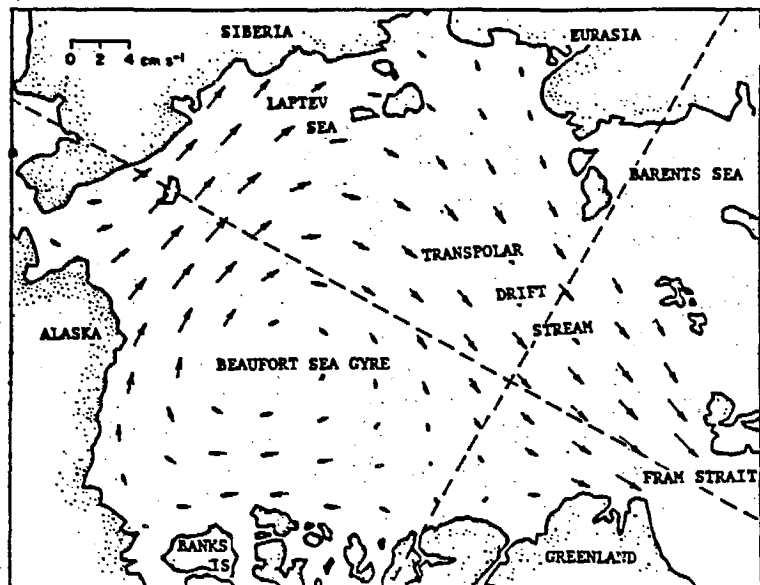 SIBERIA
EURASIA
0 2 4 cm s⁻¹
LAPTEV
SEA
BARENTS SEA
TRANSPOLAR
DRIFT
STREAM
ALASKA
BEAUFORT SEA GYRE
FRAM STRAIT
BANKS
IS
GREENLAND